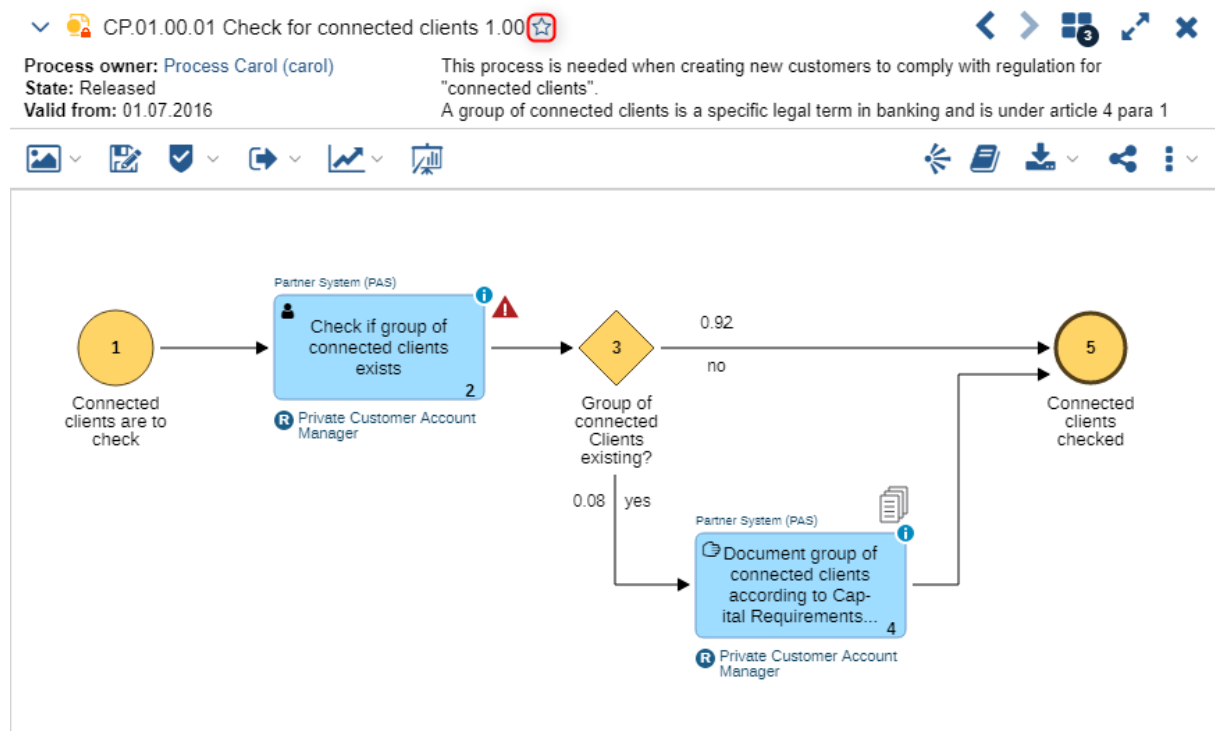 CP.01.00.01 Check for connected clients 1.00
3
Process owner: Process Carol (carol)
State: Released
Valid from: 01.07.2016
This process is needed when creating new customers to comply with regulation for
"connected clients".
A group of connected clients is a specific legal term in banking and is under article 4 para 1
1
Connected
clients are to
check
Partner System (PAS)
i
Check if group of
connected clients
exists
2
R Private Customer Account
Manager
3
Group of
connected
Clients
existing?
0.92
no
0.08
yes
Partner System (PAS)
i
Document group of
connected clients
according to Cap-
ital Requirements...
4
R Private Customer Account
Manager
5
Connected
clients
checked